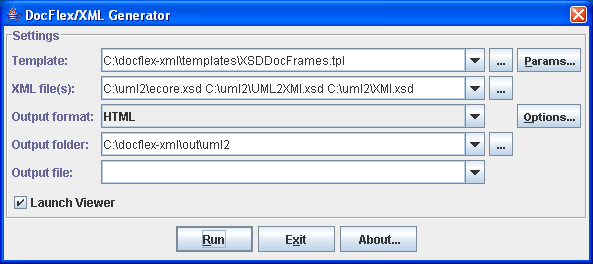 DocFlex/XML Generator
Settings
Template: C:\docflex-xml\templates\XSDDocFrames.tpl ... Params...
XML file(s): C:\uml2\ecore.xsd C:\uml2\UML2XMI.xsd C:\uml2\XMI.xsd ...
Output format: HTML Options...
Output folder: C:\docflex-xml\out\uml2 ...
Output file:
Launch Viewer
Run Exit About...